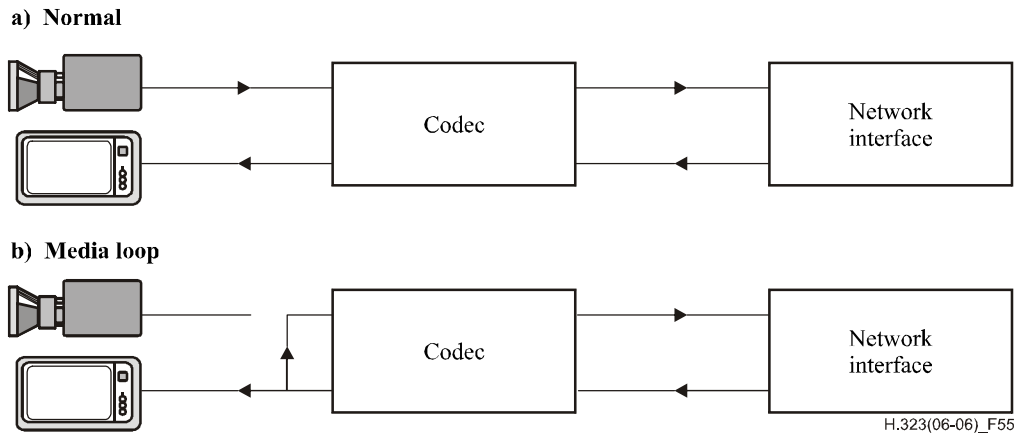 a) Normal
Codec
Network
interface
b) Media loop
Codec
Network
interface
H.323(06-06)_F55